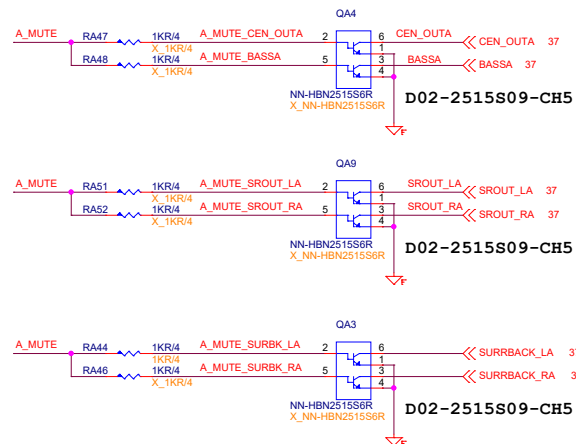 QA4
A_MUTE RA47 1KR/4 A_MUTE_CEN_OUTA 2 6 CEN_OUTA CEN_OUTA 37
X_1KR/4 1
RA48 1KR/4 A_MUTE_BASSA 5 3 BASSA BASSA 37
X_1KR/4 4
NN-HBN2515S6R
X_NN-HBN2515S6R
D02-2515S09-CH5
QA9
A_MUTE RA51 1KR/4 A_MUTE_SROUT_LA 2 6 SROUT_LA SROUT_LA 37
X_1KR/4 1
RA52 1KR/4 A_MUTE_SROUT_RA 5 3 SROUT_RA SROUT_RA 37
X_1KR/4 4
NN-HBN2515S6R
X_NN-HBN2515S6R
D02-2515S09-CH5
QA3
A_MUTE RA44 1KR/4 A_MUTE_SURBK_LA 2 6 SURRBACK_LA 37
1KR/4 1
RA46 1KR/4 A_MUTE_SURBK_RA 5 3 SURRBACK_RA 3
X_1KR/4 4
NN-HBN2515S6R
X_NN-HBN2515S6R
D02-2515S09-CH5